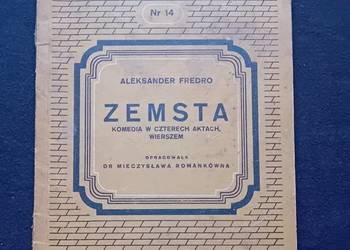 Nr 14
ALEKSANDER FREDRO
ZEMSTA
KOMEDIA W CZTERECH AKTACH,
WIERSZEM
OPRACOWAŁA
DR MIECZYSŁAWA ROMANKÓWNA